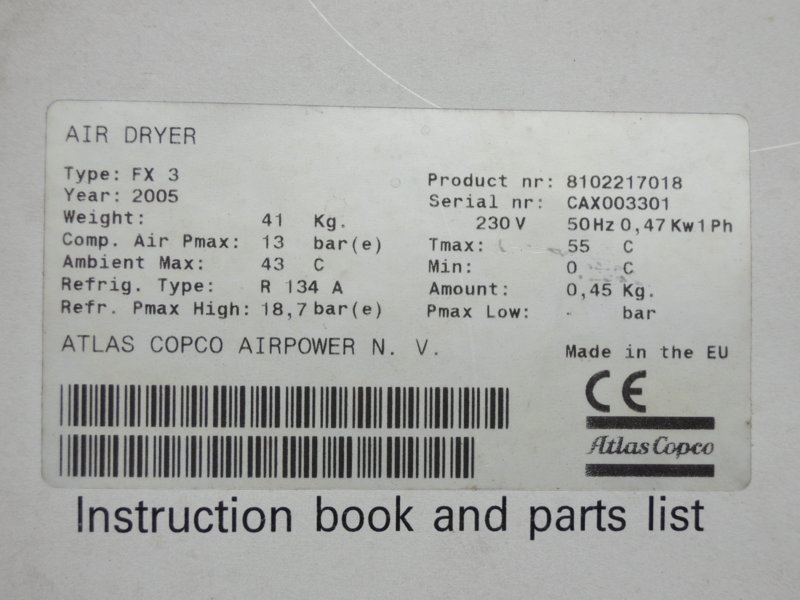 AIR DRYER
Type: FX 3
Year: 2005
Weight: 41 Kg.
Comp. Air Pmax: 13 bar(e)
Ambient Max: 43 C
Refrig. Type: R 134 A
Refr. Pmax High: 18,7 bar(e)
Product nr: 8102217018
Serial nr: CAX003301
230 V 50Hz 0,47 Kw 1Ph
Tmax: 55 C
Min: 0 C
Amount: 0,45 Kg.
Pmax Low: - bar
ATLAS COPCO AIRPOWER N. V.
Made in the EU
CE
Atlas Copco
Instruction book and parts list